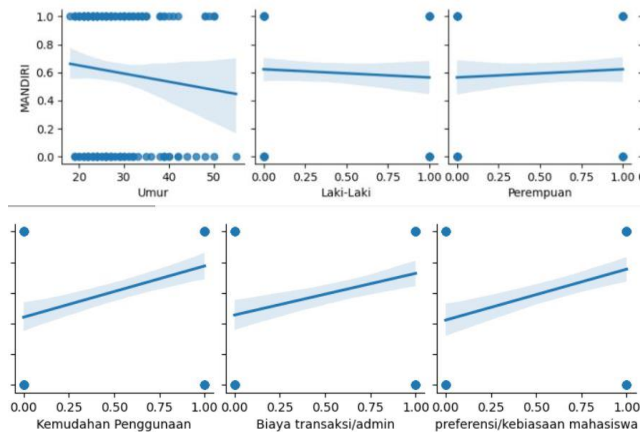 1.0
0.8
0.6
0.4
0.2
0.0
MANDIRI
20 30 40 50
Umur
0.00 0.25 0.50 0.75 1.00
Laki-Laki
0.00 0.25 0.50 0.75 1.00
Perempuan
0.00 0.25 0.50 0.75 1.00
Kemudahan Penggunaan
0.00 0.25 0.50 0.75 1.00
Biaya transaksi/admin
0.00 0.25 0.50 0.75 1.00
preferensi/kebiasaan mahasiswa